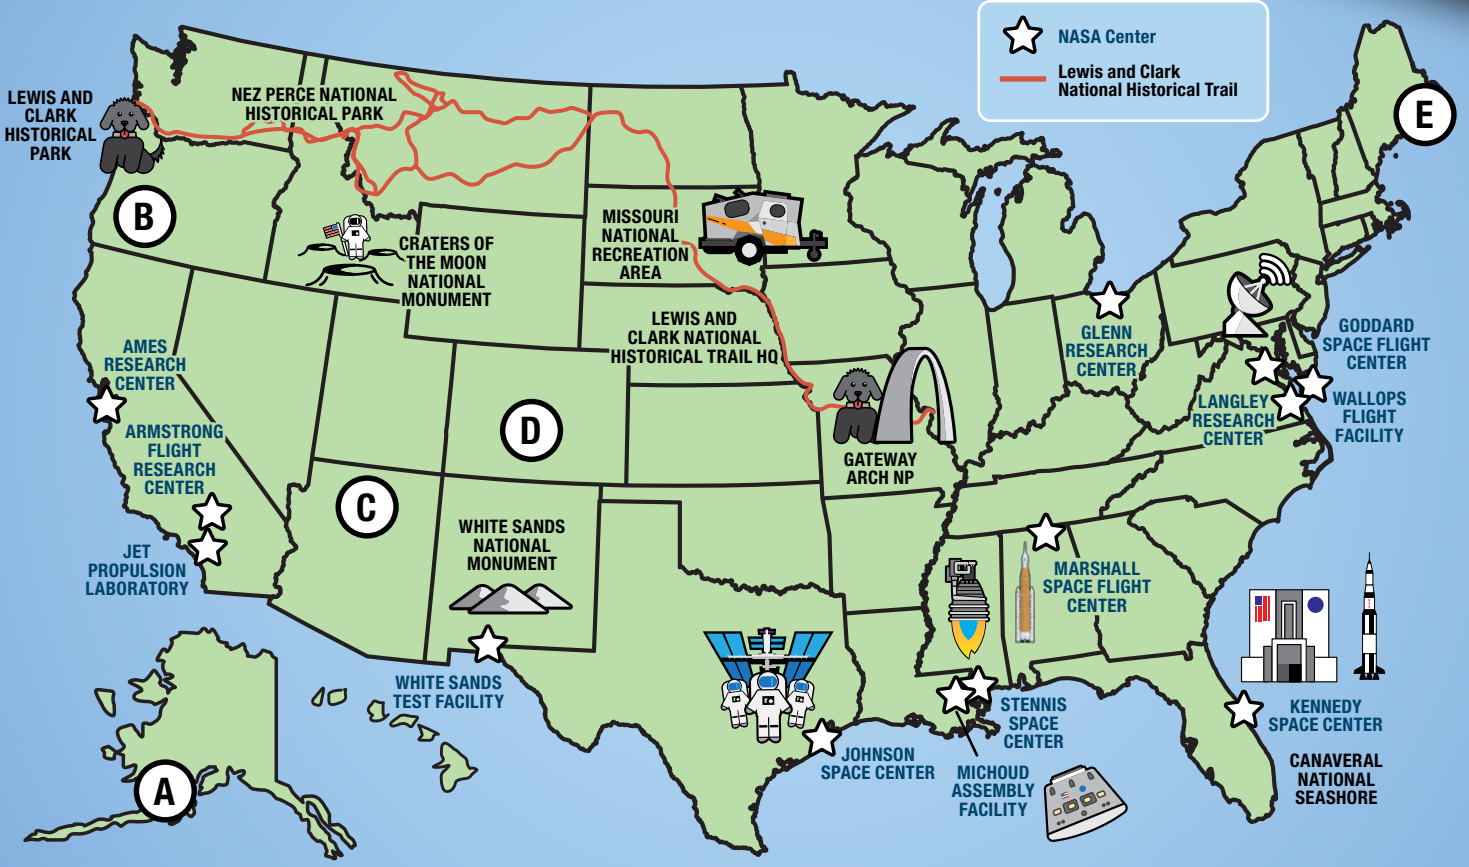 NASA Center
Lewis and Clark
National Historical Trail
LEWIS AND
CLARK
HISTORICAL
PARK
NEZ PERCE NATIONAL
HISTORICAL PARK
E
B
CRATERS OF
THE MOON
NATIONAL
MONUMENT
MISSOURI
NATIONAL
RECREATION
AREA
LEWIS AND
CLARK NATIONAL
HISTORICAL TRAIL HQ
GLENN
RESEARCH
CENTER
GODDARD
SPACE FLIGHT
CENTER
AMES
RESEARCH
CENTER
LANGLEY
RESEARCH
CENTER
WALLOPS
FLIGHT
FACILITY
ARMSTRONG
FLIGHT
RESEARCH
CENTER
D
GATEWAY
ARCH NP
C
WHITE SANDS
NATIONAL
MONUMENT
JET
PROPULSION
LABORATORY
MARSHALL
SPACE FLIGHT
CENTER
WHITE SANDS
TEST FACILITY
STENNIS
SPACE
CENTER
KENNEDY
SPACE CENTER
JOHNSON
SPACE CENTER
MICHOUD
ASSEMBLY
FACILITY
CANAVERAL
NATIONAL
SEASHORE
A